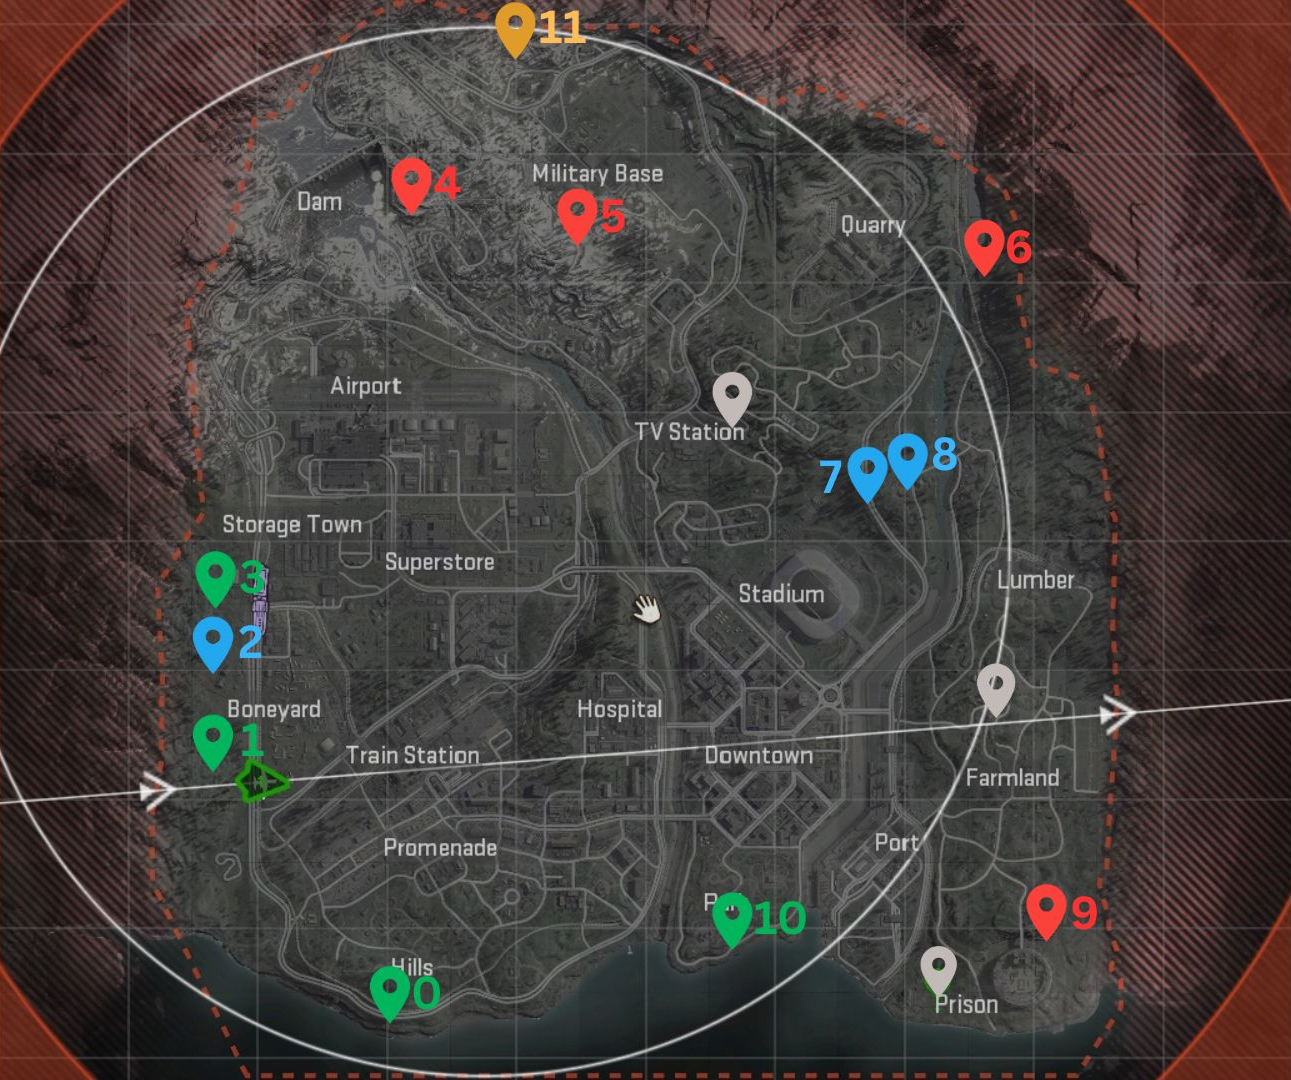 11
Military Base
4
Dam
5
Quarry
6
Airport
TV Station
7
8
Storage Town
Superstore
3
Stadium
Lumber
2
Boneyard
Hospital
1
Train Station
Downtown
Farmland
Promenade
Port
10
9
Hills
0
Prison